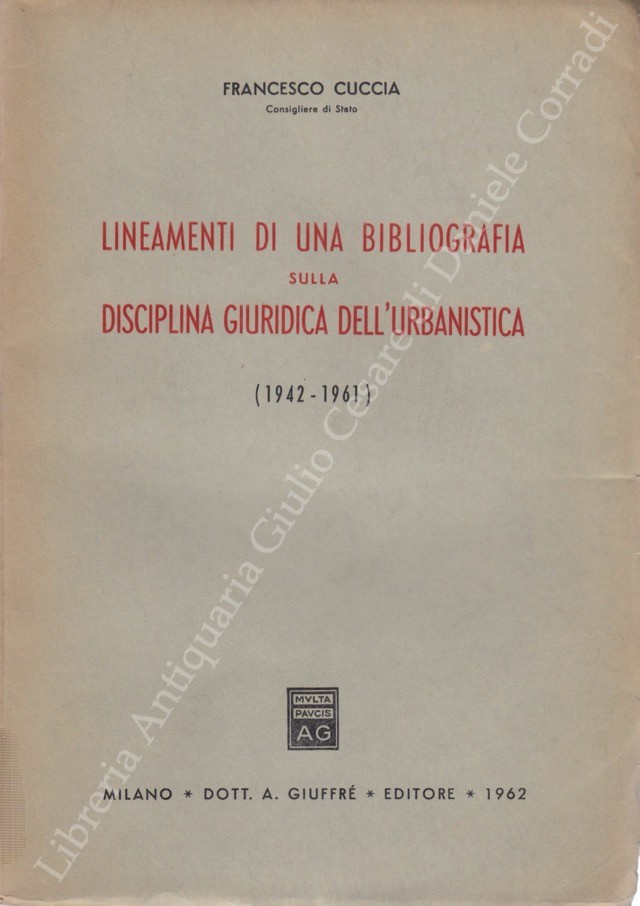 FRANCESCO CUCCIA
Consigliere di Stato
LINEAMENTI DI UNA BIBLIOGRAFIA
SULLA
DISCIPLINA GIURIDICA DELL'URBANISTICA
(1942-1961)
MVLTA
PAVCIS
AG
MILANO * DOTT. A. GIUFFRÉ * EDITORE * 1962
Libreria Antiquaria Giulio Cesare di Daniele Corradi